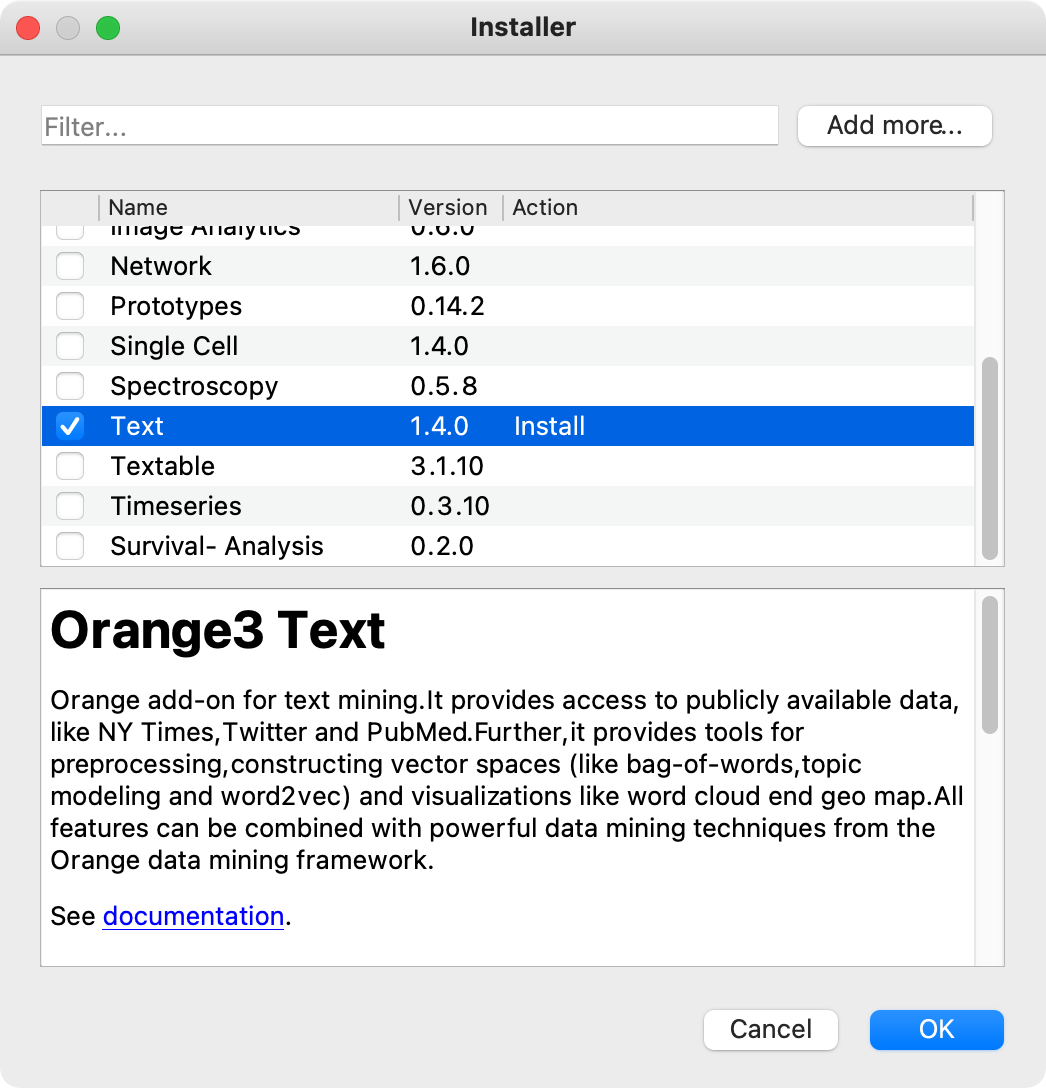 Installer
Filter...
Add more...
Name Version Action
Image Analytics 0.6.0
Network 1.6.0
Prototypes 0.14.2
Single Cell 1.4.0
Spectroscopy 0.5.8
Text 1.4.0 Install
Textable 3.1.10
Timeseries 0.3.10
Survival- Analysis 0.2.0
Orange3 Text
Orange add-on for text mining.It provides access to publicly available data,
like NY Times,Twitter and PubMed.Further,it provides tools for
preprocessing,constructing vector spaces (like bag-of-words,topic
modeling and word2vec) and visualizations like word cloud end geo map.All
features can be combined with powerful data mining techniques from the
Orange data mining framework.
See documentation.
Cancel
OK